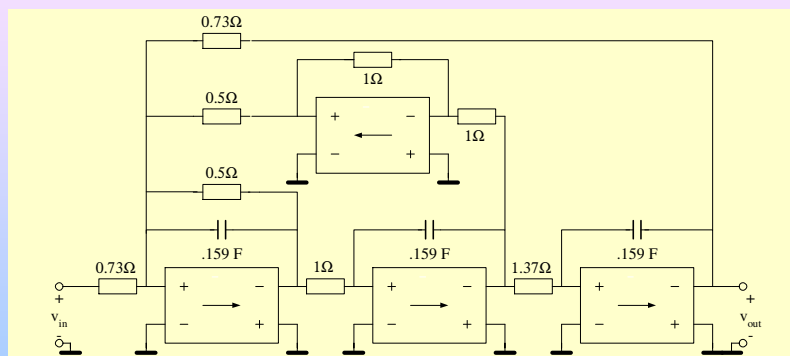 0.73Ω
1Ω
0.5Ω
+ −
1Ω
− +
0.5Ω
.159 F .159 F .159 F
0.73Ω 1Ω 1.37Ω
+ + − + − + − +
v_in v_out
- − + − + − + -